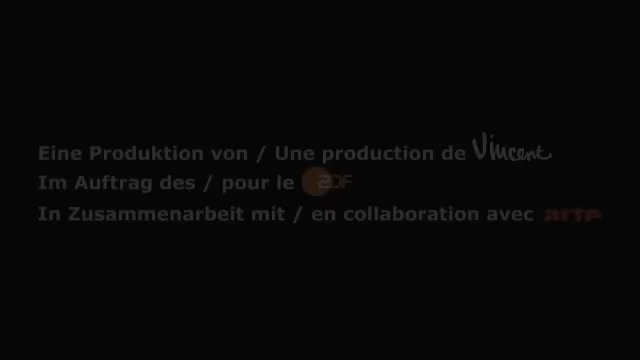 Eine Produktion von / Une production de Vincent
Im Auftrag des / pour le ZDF
In Zusammenarbeit mit / en collaboration avec arte